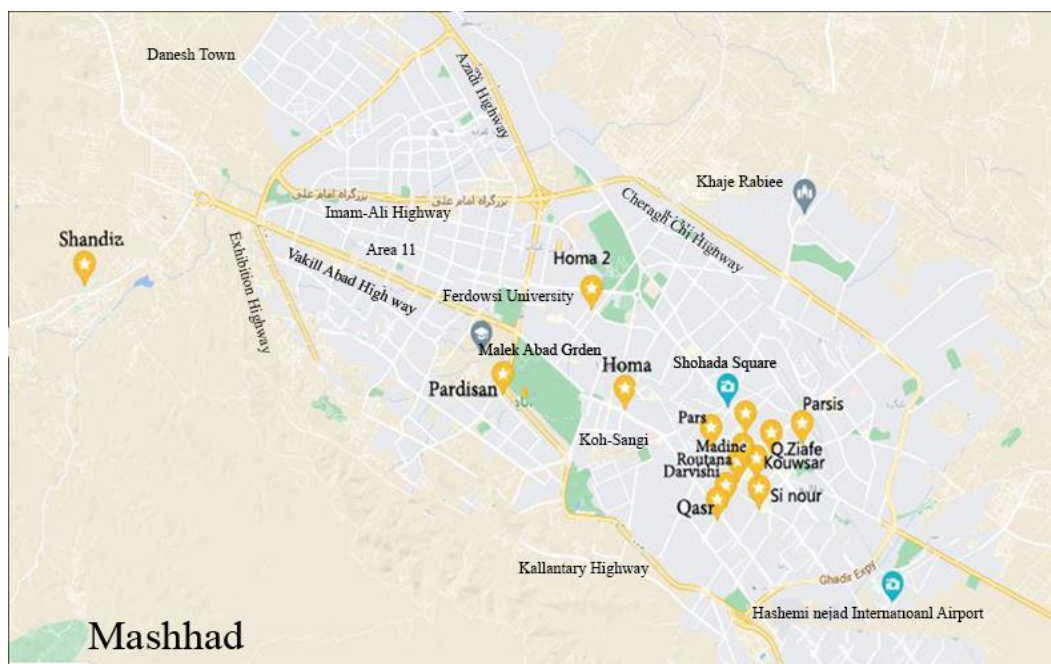 Danesh Town
Azadi Highway
Khaje Rabiee
بزرگراه امام علی
بزرگراه امام علی
Imam-Ali Highway
Cheragh Chi Highway
Shandiz
Area 11
Homa 2
Exhibition Highway
Vakill Abad High way
Ferdowsi University
Malek Abad Grden
Shohada Square
Homa
Pardisan
Parsis
Pars
Koh-Sangi
Madine
Q.Ziafe
Routana
Kouwsar
Darvishi
Si nour
Qasr
Kallantary Highway
Ghadir Expy
Hashemi nejad Internatioanl Airport
Mashhad